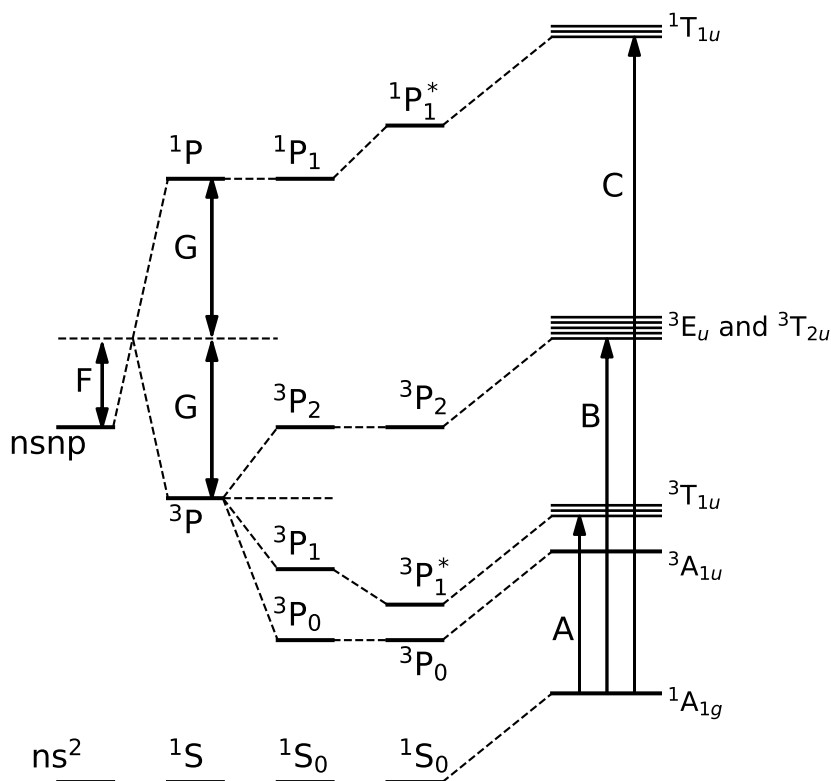 ¹T₁ᵤ
¹P₁*
¹P ¹P₁
C
G
³Eᵤ and ³T₂ᵤ
F G ³P₂ ³P₂ B
nsnp
³T₁ᵤ
³P
³P₁ ³P₁* ³A₁ᵤ
³P₀ A
³P₀
¹A₁g
ns² ¹S ¹S₀ ¹S₀